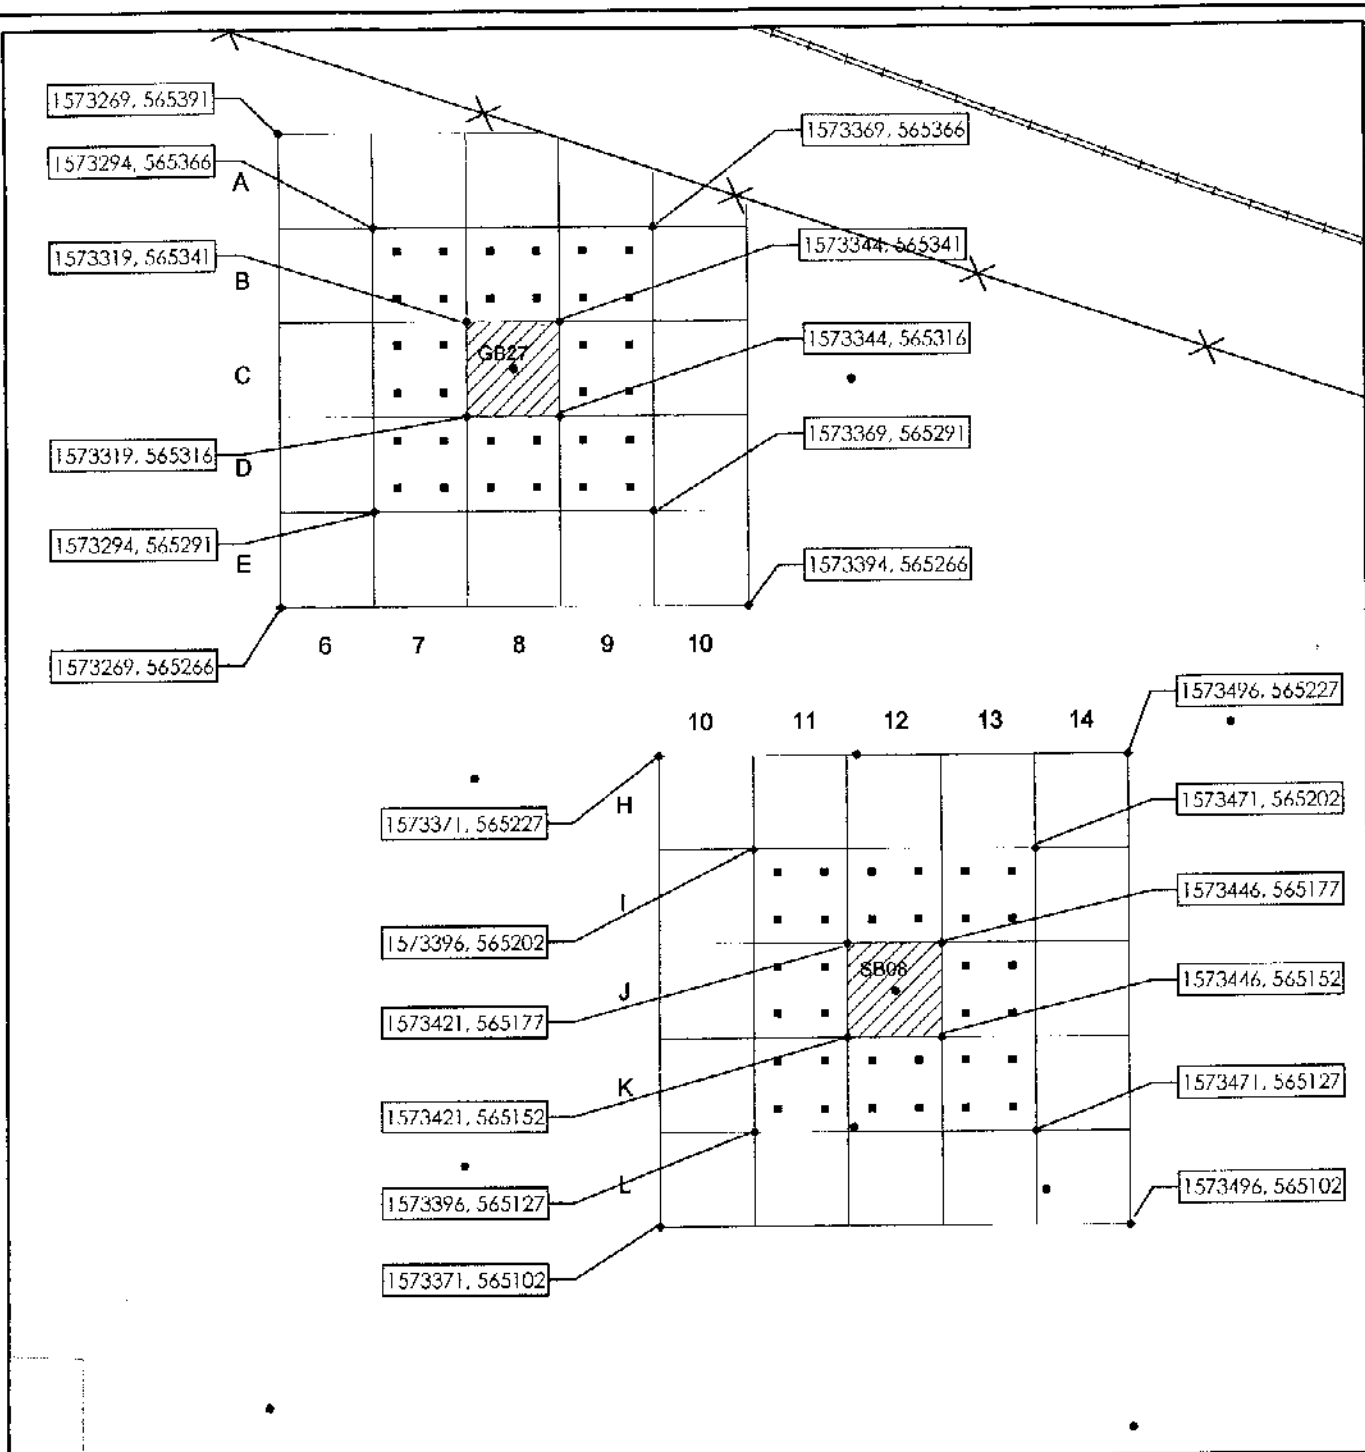 1573269, 565391
1573369, 565366
1573294, 565366
A
1573319, 565341
1573344, 565341
B
1573344, 565316
GB27
C
1573369, 565291
1573319, 565316
D
1573294, 565291
E
1573394, 565266
6 7 8 9 10
1573269, 565266
1573496, 565227
10 11 12 13 14
1573371, 565227
H
1573471, 565202
1573446, 565177
I
1573396, 565202
SB08
J
1573446, 565152
1573421, 565177
K
1573471, 565127
1573421, 565152
L
1573396, 565127
1573496, 565102
1573371, 565102